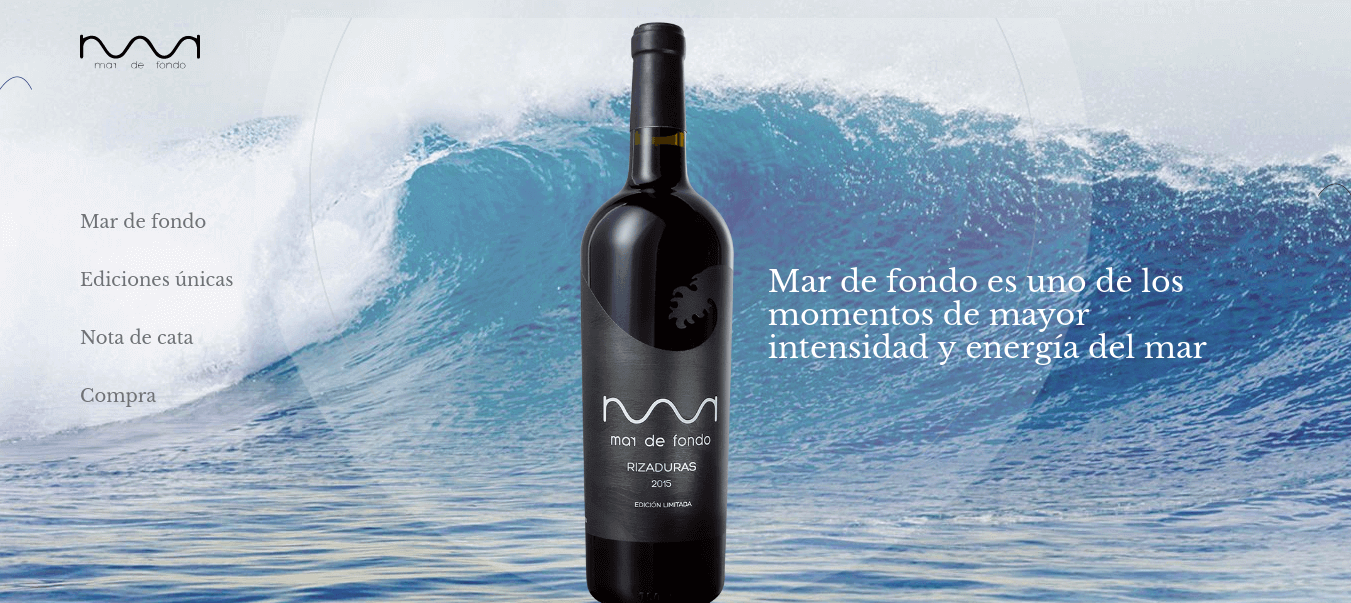 mar de fondo
Mar de fondo
Ediciones únicas
Nota de cata
Compra
Mar de fondo es uno de los
momentos de mayor
intensidad y energía del mar
mar de fondo
RIZADURAS
2015
EDICIÓN LIMITADA